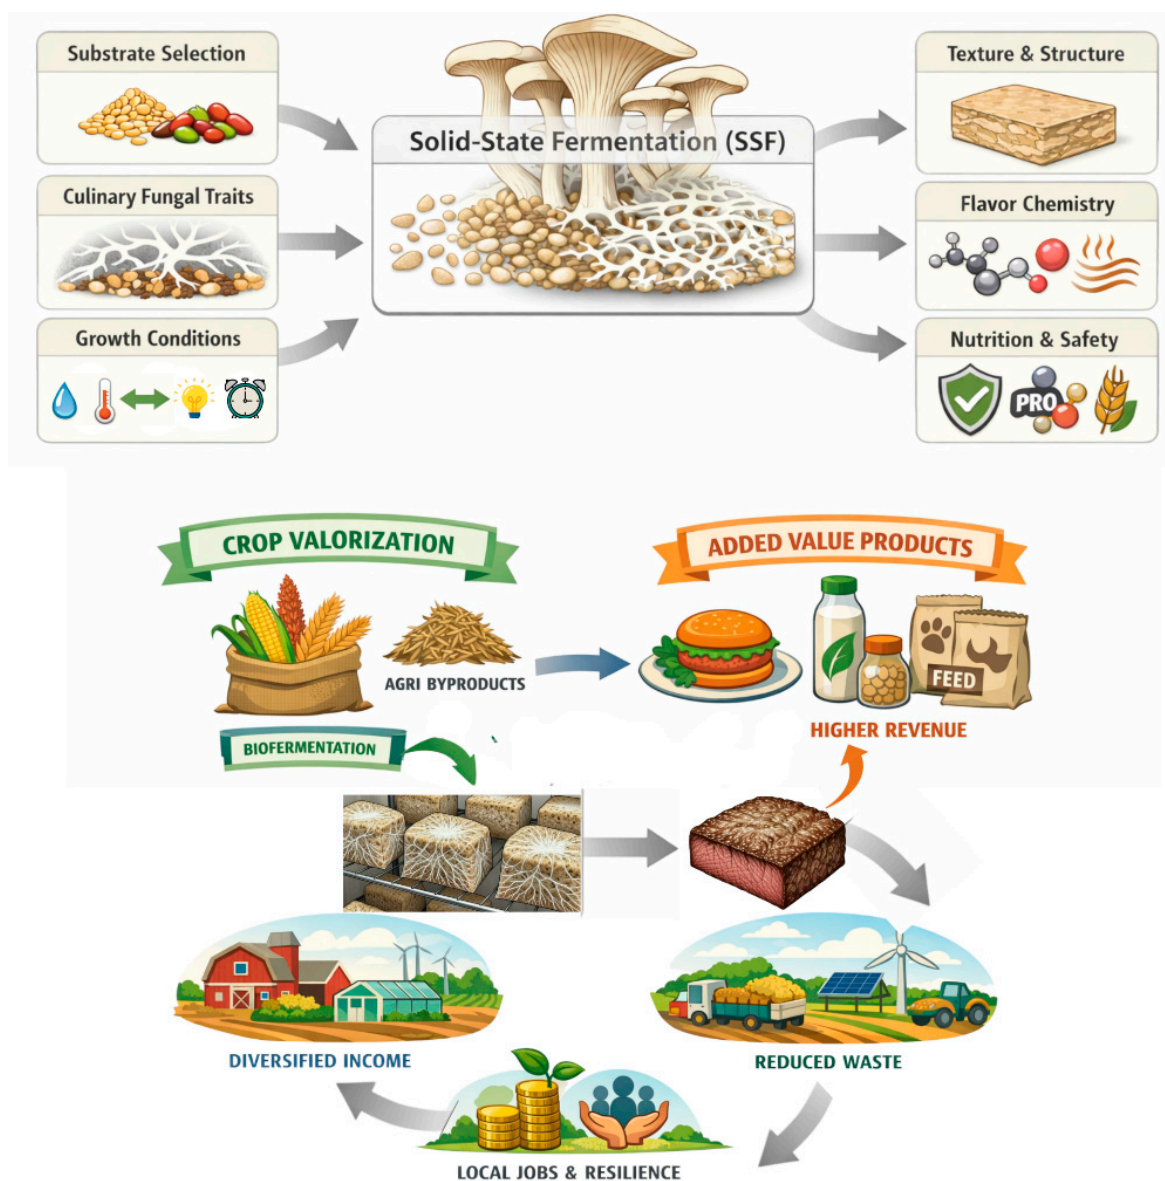 Substrate Selection
Culinary Fungal Traits
Growth Conditions
Solid-State Fermentation (SSF)
Texture & Structure
Flavor Chemistry
Nutrition & Safety
PRO
CROP VALORIZATION
AGRI BYPRODUCTS
BIOFERMENTATION
ADDED VALUE PRODUCTS
FEED
HIGHER REVENUE
DIVERSIFIED INCOME
REDUCED WASTE
LOCAL JOBS & RESILIENCE